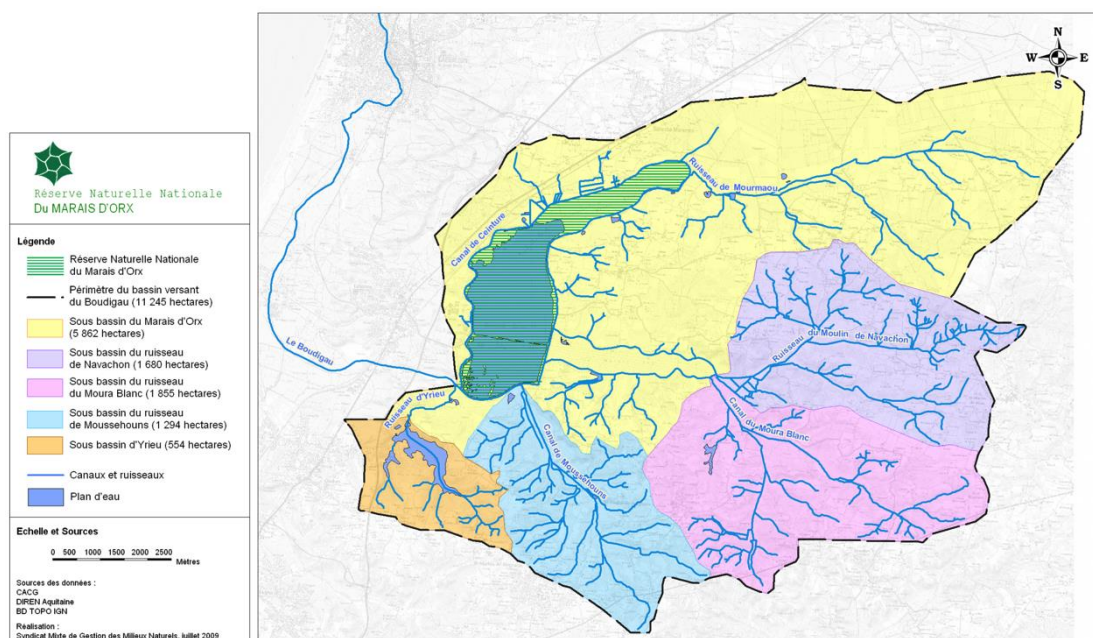 Réserve Naturelle Nationale
Du MARAIS D'ORX
Légende
Réserve Naturelle Nationale
du Marais d'Orx
Périmètre du bassin versant
du Boudigau (11 245 hectares)
Sous bassin du Marais d'Orx
(5 862 hectares)
Sous bassin du ruisseau
de Navachon (1 680 hectares)
Sous bassin du ruisseau
du Moura Blanc (1 855 hectares)
Sous bassin du ruisseau
de Moussehouns (1 294 hectares)
Sous bassin d'Yrieu (554 hectares)
Canaux et ruisseaux
Plan d'eau
Echelle et Sources
0 500 1000 1500 2000 2500
Mètres
Sources des données :
CACG
DIREN Aquitaine
BD TOPO IGN
Réalisation :
Syndicat Mixte de Gestion des Milieux Naturels, juillet 2009
N
W E
S
Ruisseau de Mourmaou
Canal de Ceinture
Le Boudigau
Ruisseau d'Yrieu
Canal de Moussehouns
Ruisseau du Moulin de Navachon
Canal du Moura Blanc